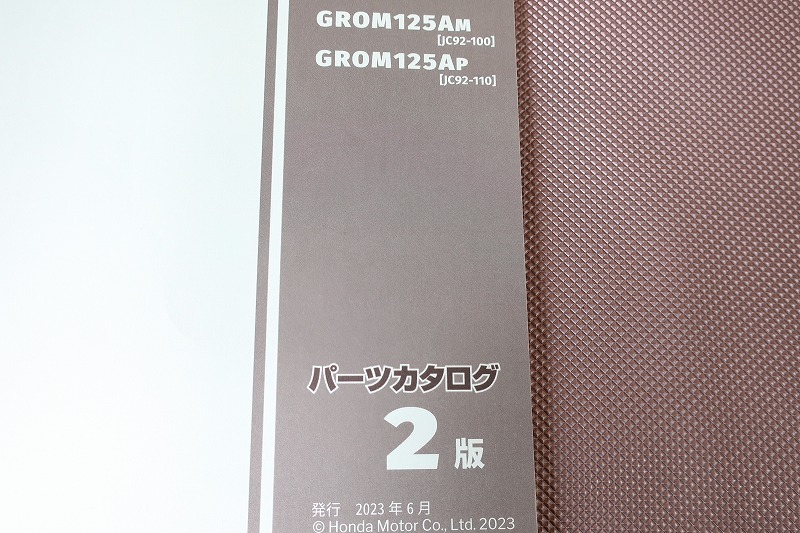 GROM125AM
[JC92-100]
GROM125AP
[JC92-110]
パーツカタログ
2版
発行 2023年6月
© Honda Motor Co., Ltd. 2023